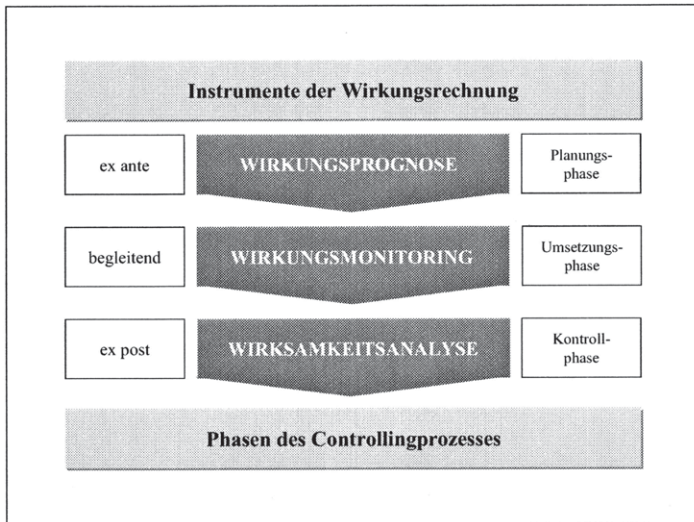 Instrumente der Wirkungsrechnung
ex ante
WIRKUNGSPROGNOSE
Planungs-
phase
begleitend
WIRKUNGSMONITORING
Umsetzungs-
phase
ex post
WIRKSAMKEITSANALYSE
Kontroll-
phase
Phasen des Controllingprozesses